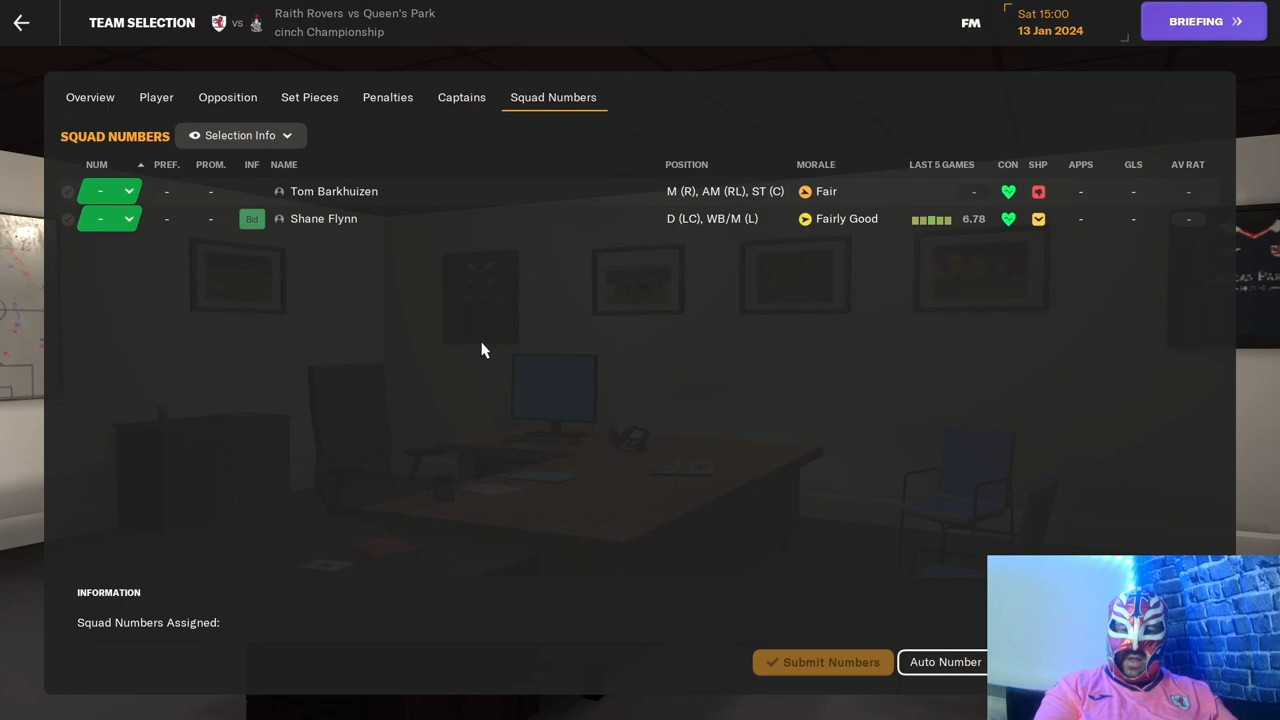 TEAM SELECTION
vs
Raith Rovers vs Queen's Park
cinch Championship
FM
Sat 15:00
13 Jan 2024
BRIEFING
Overview
Player
Opposition
Set Pieces
Penalties
Captains
Squad Numbers
SQUAD NUMBERS
Selection Info
NUM PREF. PROM. INF NAME POSITION MORALE LAST 5 GAMES CON SHP APPS GLS AV RAT
- - - Tom Barkhuizen M (R), AM (RL), ST (C) Fair - - - -
- - - Bid Shane Flynn D (LC), WB/M (L) Fairly Good 6.78 - - -
INFORMATION
Squad Numbers Assigned:
Submit Numbers
Auto Number